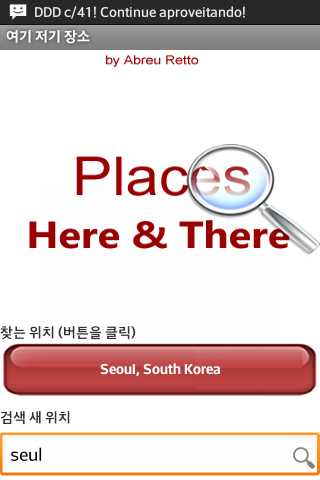 DDD c/41! Continue aproveitando!
여기 저기 장소
by Abreu Retto
Places
Here & There
찾는 위치 (버튼을 클릭)
Seoul, South Korea
검색 새 위치
seul